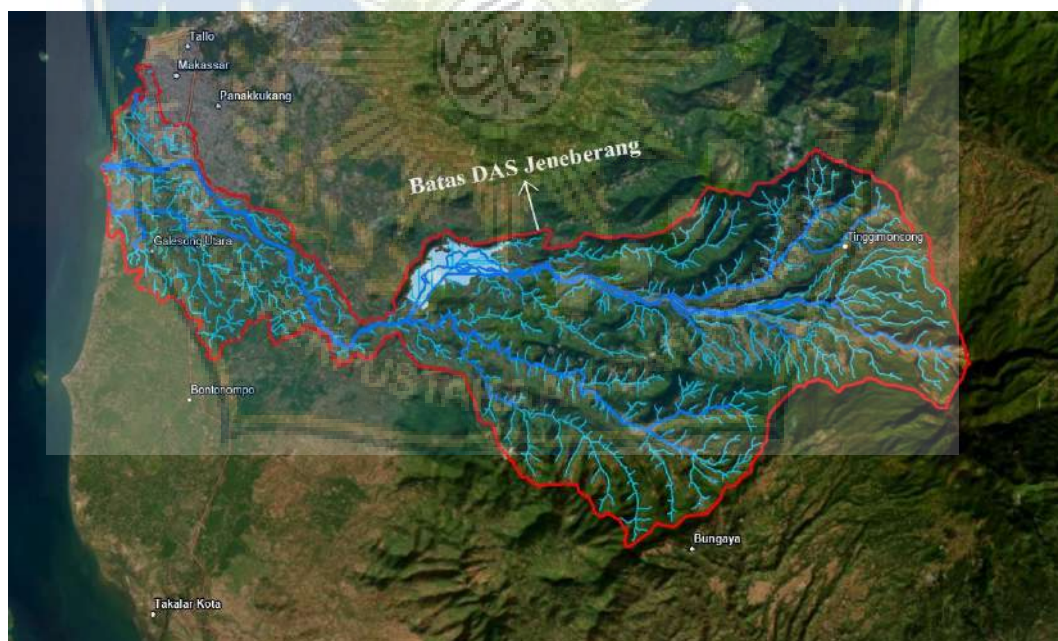 Tallo
Makassar
Panakkukang
Batas DAS Jeneberang
Galesong Utara
Tinggimoncong
Bontonompo
Bungaya
Takalar Kota